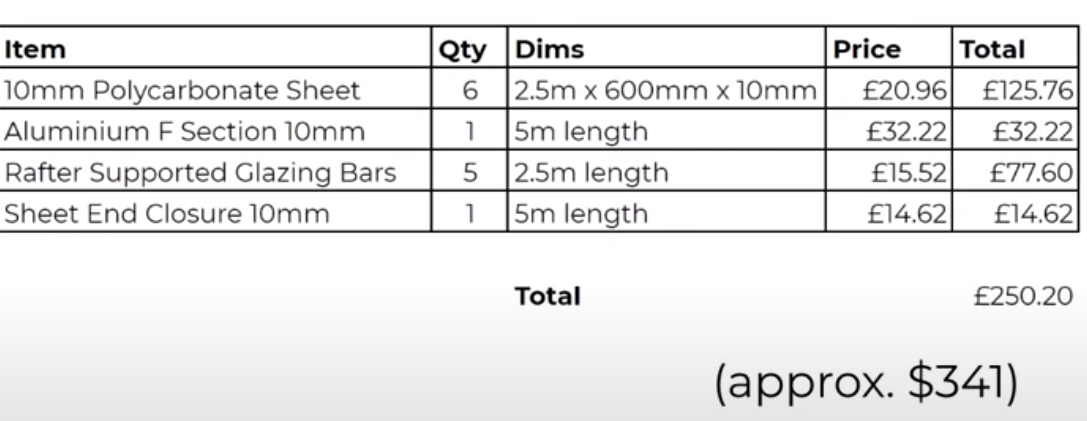 Item Qty Dims Price Total
10mm Polycarbonate Sheet 6 2.5m x 600mm x 10mm £20.96 £125.76
Aluminium F Section 10mm 1 5m length £32.22 £32.22
Rafter Supported Glazing Bars 5 2.5m length £15.52 £77.60
Sheet End Closure 10mm 1 5m length £14.62 £14.62
Total £250.20
(approx. $341)